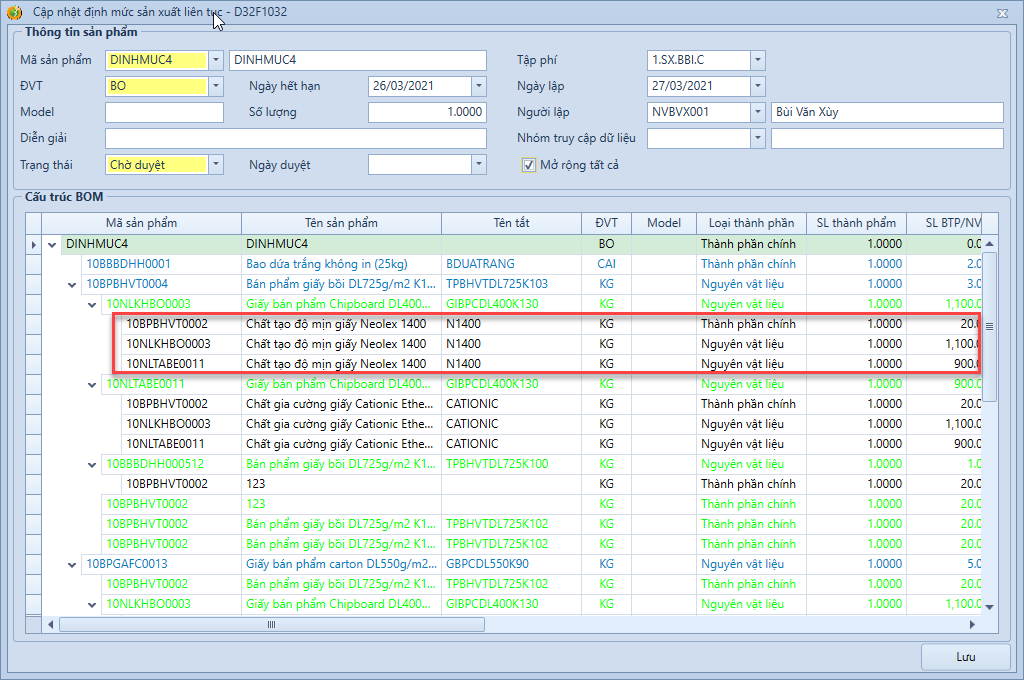 Cập nhật định mức sản xuất liên tục - D32F1032
Thông tin sản phẩm
Mã sản phẩm DINHMUC4 DINHMUC4 Tập phí 1.SX.BBI.C
ĐVT BO Ngày hết hạn 26/03/2021 Ngày lập 27/03/2021
Model Số lượng 1.0000 Người lập NVBVX001 Bùi Văn Xùy
Diễn giải Nhóm truy cập dữ liệu
Trạng thái Chờ duyệt Ngày duyệt Mở rộng tất cả
Cấu trúc BOM
Mã sản phẩm Tên sản phẩm Tên tắt ĐVT Model Loại thành phần SL thành phẩm SL BTP/NV
DINHMUC4 DINHMUC4 BO Thành phần chính 1.0000 0.0
10BBBDHH0001 Bao dứa trắng không in (25kg) BDUATRANG CAI Thành phần chính 1.0000 2.0
10BPBHVT0004 Bán phẩm giấy bồi DL725g/m2 K1... TPBHVTDL725K103 KG Nguyên vật liệu 1.0000 3.0
10NLKHBO0003 Giấy bán phẩm Chipboard DL400... GIBPCDL400K130 KG Nguyên vật liệu 1.0000 1,100.0
10BPBHVT0002 Chất tạo độ mịn giấy Neolex 1400 N1400 KG Thành phần chính 1.0000 20.0
10NLKHBO0003 Chất tạo độ mịn giấy Neolex 1400 N1400 KG Nguyên vật liệu 1.0000 1,100.0
10NLTABE0011 Chất tạo độ mịn giấy Neolex 1400 N1400 KG Nguyên vật liệu 1.0000 900.0
10NLTABE0011 Giấy bán phẩm Chipboard DL400... GIBPCDL400K130 KG Nguyên vật liệu 1.0000 900.0
10BPBHVT0002 Chất gia cường giấy Cationic Ethe... CATIONIC KG Thành phần chính 1.0000 20.0
10NLKHBO0003 Chất gia cường giấy Cationic Ethe... CATIONIC KG Nguyên vật liệu 1.0000 1,100.0
10NLTABE0011 Chất gia cường giấy Cationic Ethe... CATIONIC KG Nguyên vật liệu 1.0000 900.0
10BBBDHH000512 Bán phẩm giấy bồi DL725g/m2 K1... TPBHVTDL725K100 KG Nguyên vật liệu 1.0000 1.0
10BPBHVT0002 123 KG Thành phần chính 1.0000 20.0
10BPBHVT0002 123 KG Thành phần chính 1.0000 20.0
10BPBHVT0002 Bán phẩm giấy bồi DL725g/m2 K1... TPBHVTDL725K102 KG Thành phần chính 1.0000 20.0
10BPBHVT0002 Bán phẩm giấy bồi DL725g/m2 K1... TPBHVTDL725K102 KG Thành phần chính 1.0000 20.0
10BPGAFC0013 Giấy bán phẩm carton DL550g/m2... GBPCDL550K90 KG Nguyên vật liệu 1.0000 5.0
10BPBHVT0002 Bán phẩm giấy bồi DL725g/m2 K1... TPBHVTDL725K102 KG Thành phần chính 1.0000 20.0
10NLKHBO0003 Giấy bán phẩm Chipboard DL400... GIBPCDL400K130 KG Nguyên vật liệu 1.0000 1,100.0
Lưu